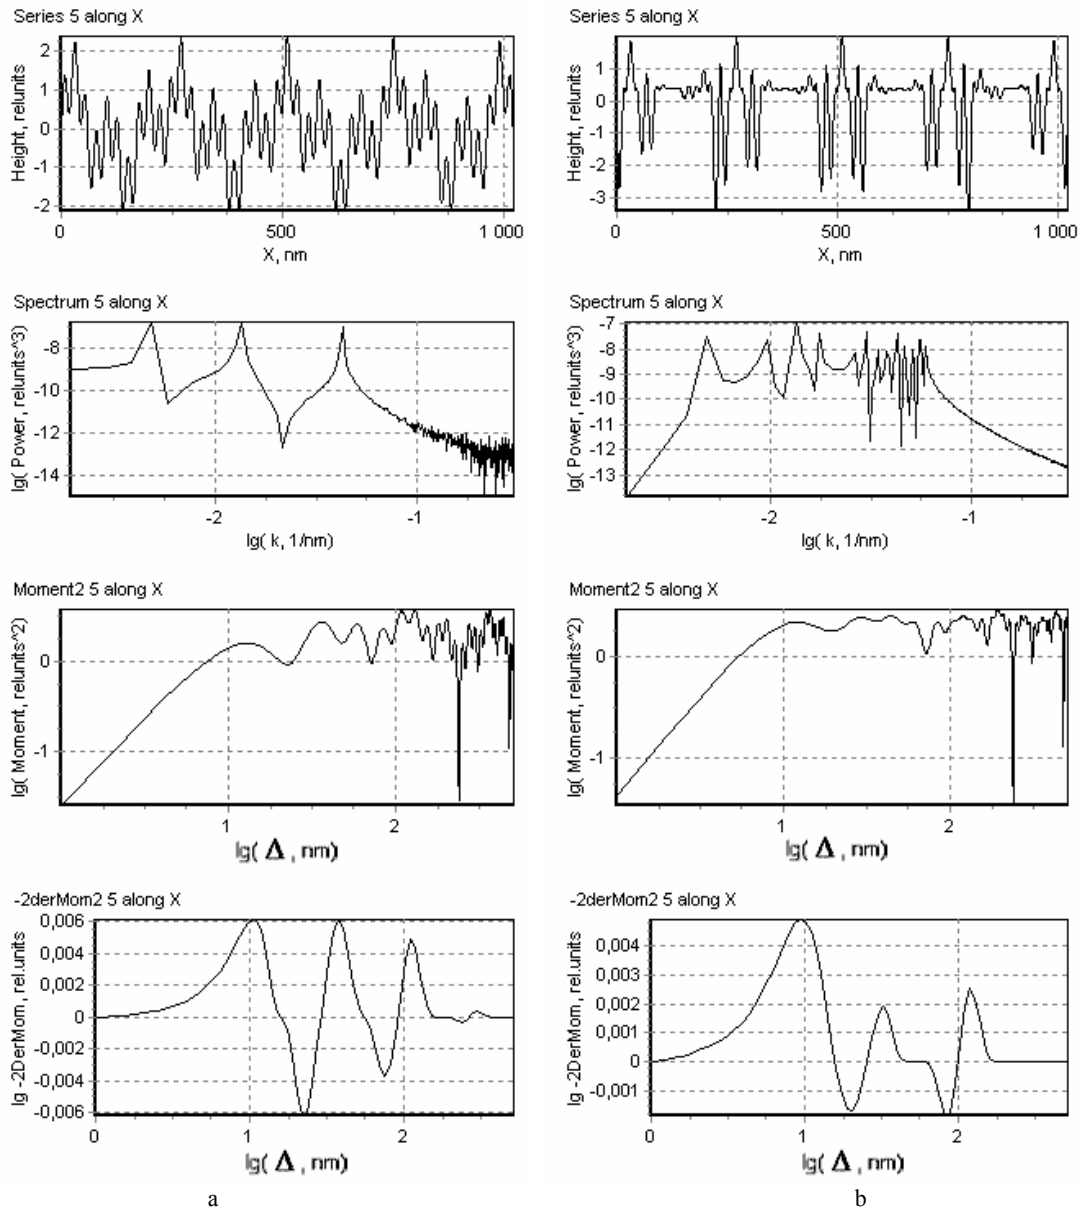 Series 5 along X
Height, relunits
2
1
0
-1
-2
0 500 1 000
X, nm
Spectrum 5 along X
lg( Power, relunits^3)
-8
-10
-12
-14
-2 -1
lg( k, 1/nm)
Moment2 5 along X
lg( Moment, relunits^2)
0
-1
1 2
lg( Δ , nm)
-2derMom2 5 along X
lg -2DerMom, rel.units
0,006
0,004
0,002
0
-0,002
-0,004
-0,006
0 1 2
lg( Δ , nm)
a
Series 5 along X
Height, relunits
1
0
-1
-2
-3
0 500 1 000
X, nm
Spectrum 5 along X
lg( Power, relunits^3)
-7
-8
-9
-10
-11
-12
-13
-2 -1
lg( k, 1/nm)
Moment2 5 along X
lg( Moment, relunits^2)
0
-1
1 2
lg( Δ , nm)
-2derMom2 5 along X
lg -2DerMom, rel.units
0,004
0,003
0,002
0,001
0
-0,001
0 1 2
lg( Δ , nm)
b